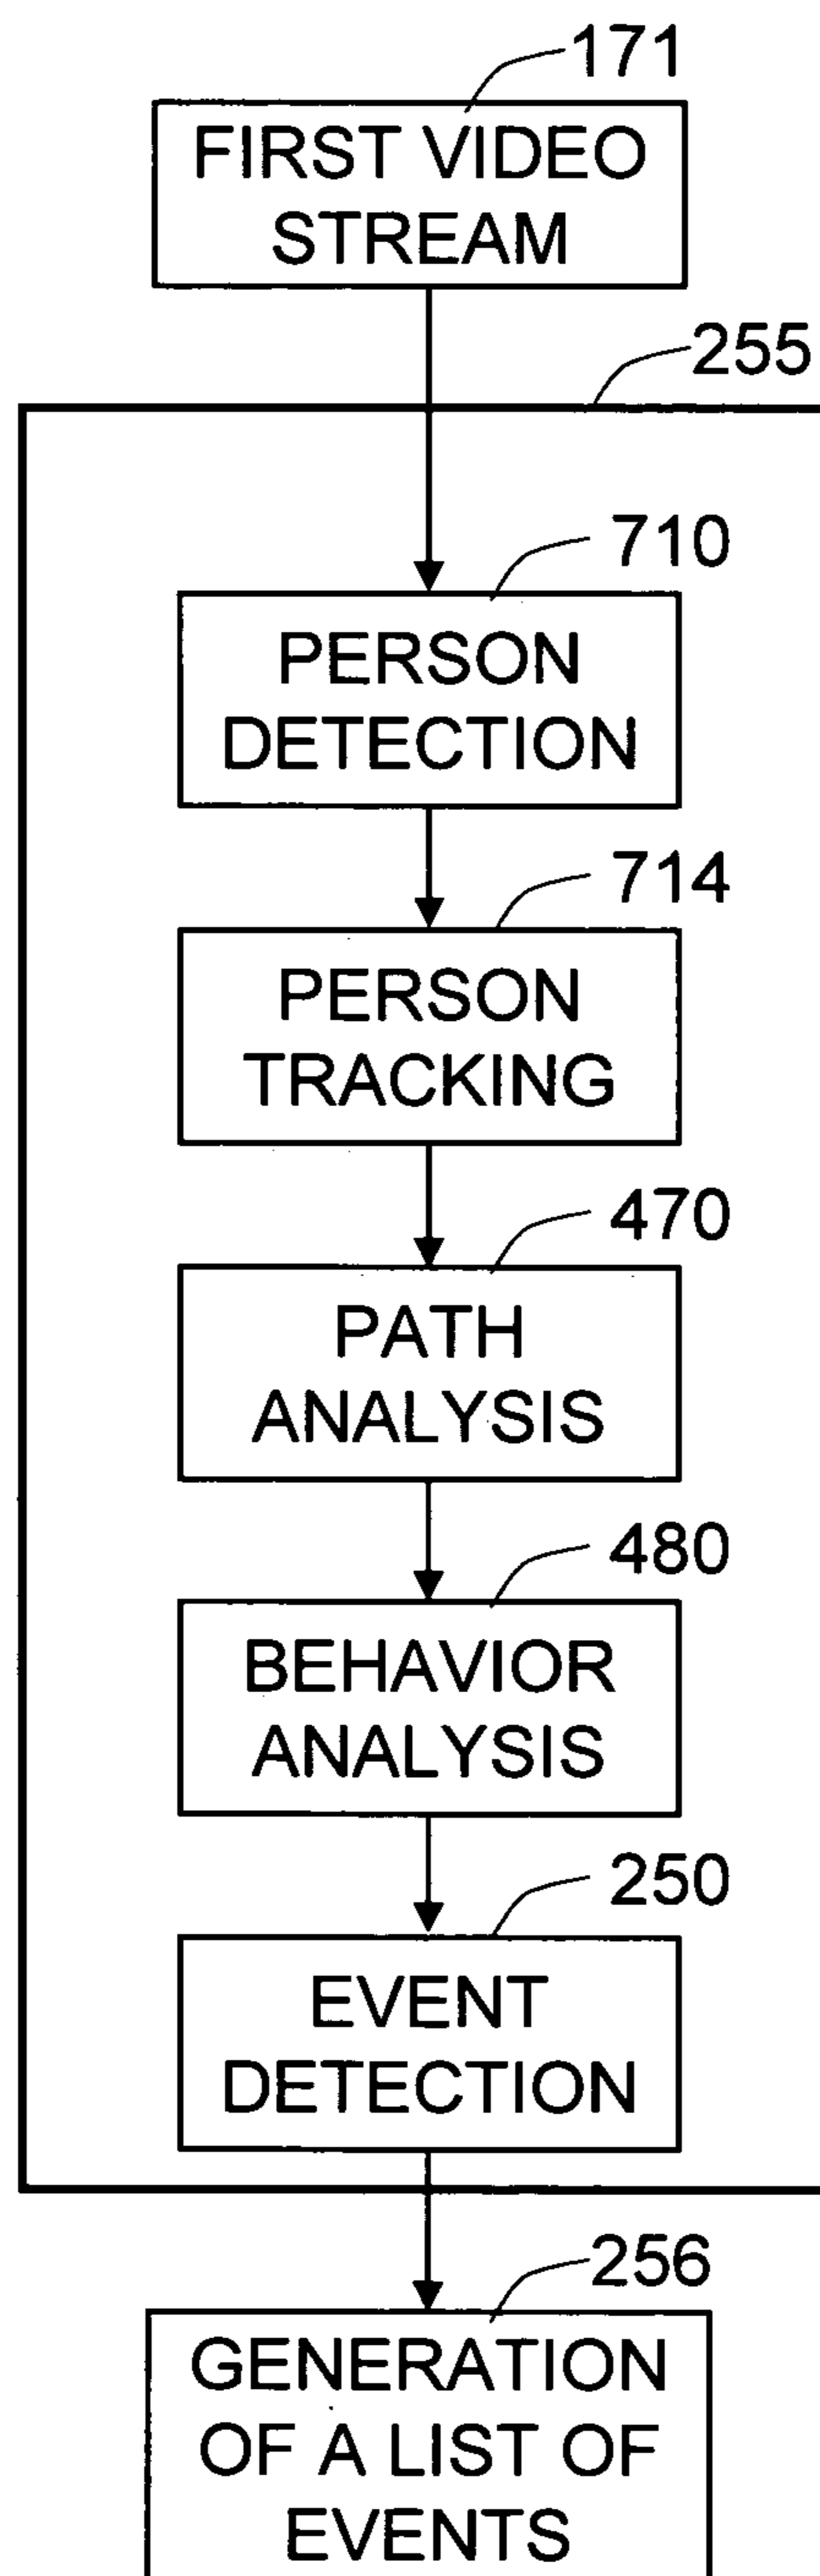 171
FIRST VIDEO
STREAM
255
710
PERSON
DETECTION
714
PERSON
TRACKING
470
PATH
ANALYSIS
480
BEHAVIOR
ANALYSIS
250
EVENT
DETECTION
256
GENERATION
OF A LIST OF
EVENTS